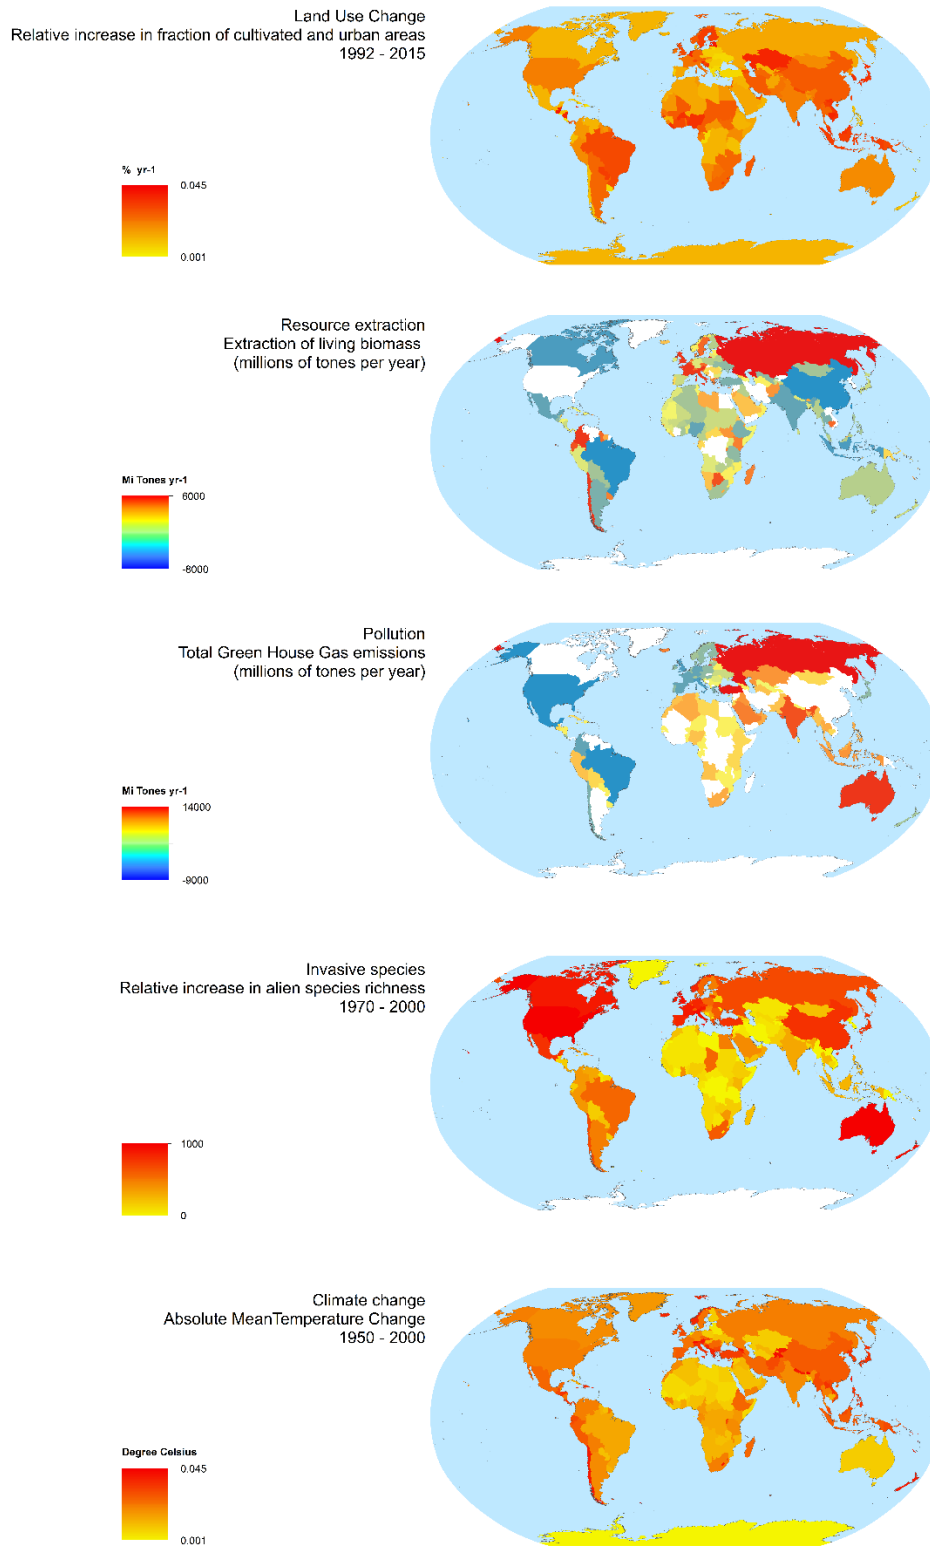 Land Use Change
Relative increase in fraction of cultivated and urban areas
1992 - 2015
% yr-1
0.045
0.001
Resource extraction
Extraction of living biomass
(millions of tones per year)
Mi Tones yr-1
6000
-8000
Pollution
Total Green House Gas emissions
(millions of tones per year)
Mi Tones yr-1
14000
-9000
Invasive species
Relative increase in alien species richness
1970 - 2000
1000
0
Climate change
Absolute MeanTemperature Change
1950 - 2000
Degree Celsius
0.045
0.001